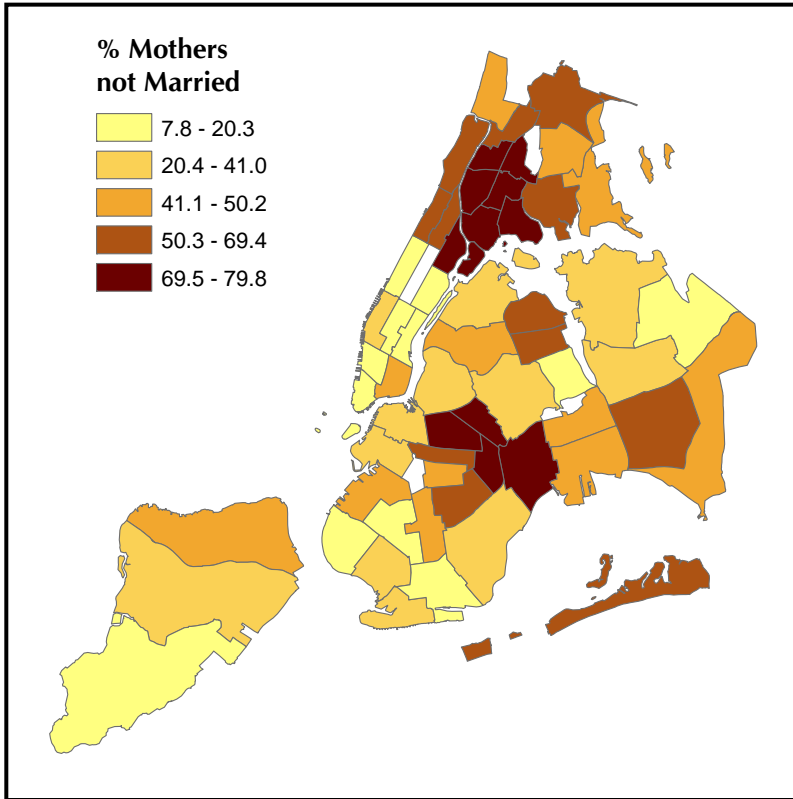 % Mothers
not Married
7.8 - 20.3
20.4 - 41.0
41.1 - 50.2
50.3 - 69.4
69.5 - 79.8